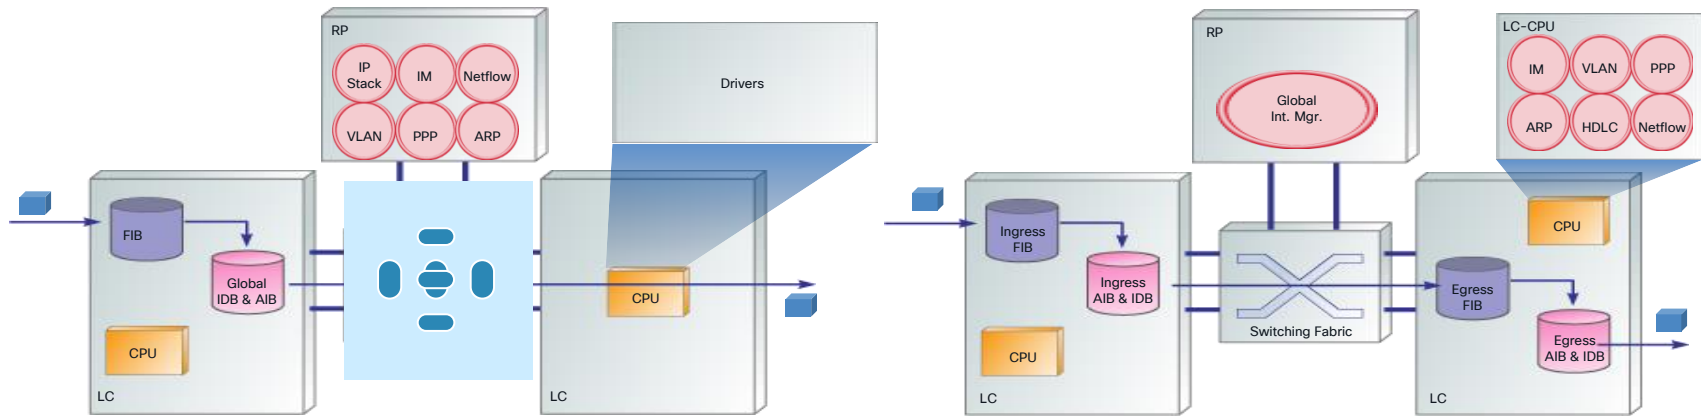 RP
IP
Stack
IM
Netflow
VLAN
PPP
ARP
Drivers
FIB
Global
IDB & AIB
CPU
LC
CPU
RP
Global
Int. Mgr.
LC-CPU
IM
VLAN
PPP
ARP
HDLC
Netflow
Ingress
FIB
Ingress
AIB & IDB
CPU
LC
Switching Fabric
CPU
Egress
FIB
Egress
AIB & IDB
LC